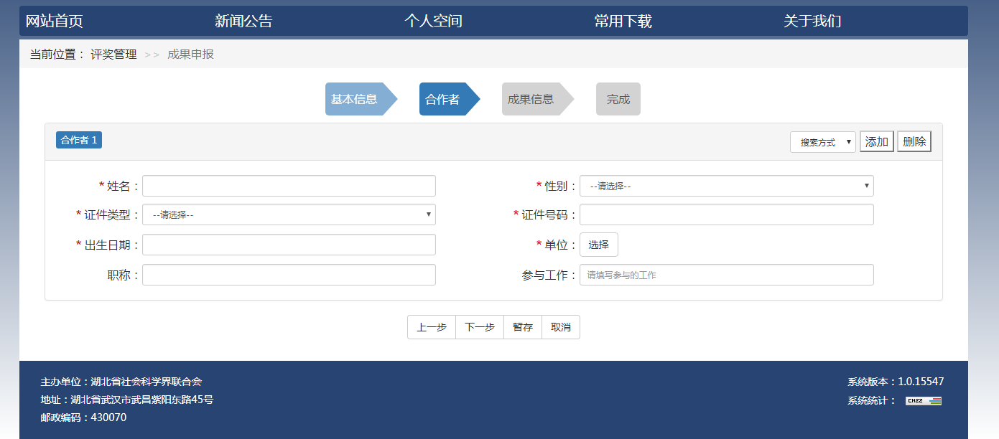 网站首页 新闻公告 个人空间 常用下载 关于我们
当前位置： 评奖管理 >> 成果申报
基本信息 合作者 成果信息 完成
合作者 1 搜索方式 添加 删除
* 姓名： * 性别： --请选择--
* 证件类型： --请选择-- * 证件号码：
* 出生日期： * 单位： 选择
职称： 参与工作： 请填写参与的工作
上一步 下一步 暂存 取消
主办单位：湖北省社会科学界联合会 系统版本：1.0.15547
地址：湖北省武汉市武昌紫阳东路45号 系统统计： CNZZ
邮政编码：430070